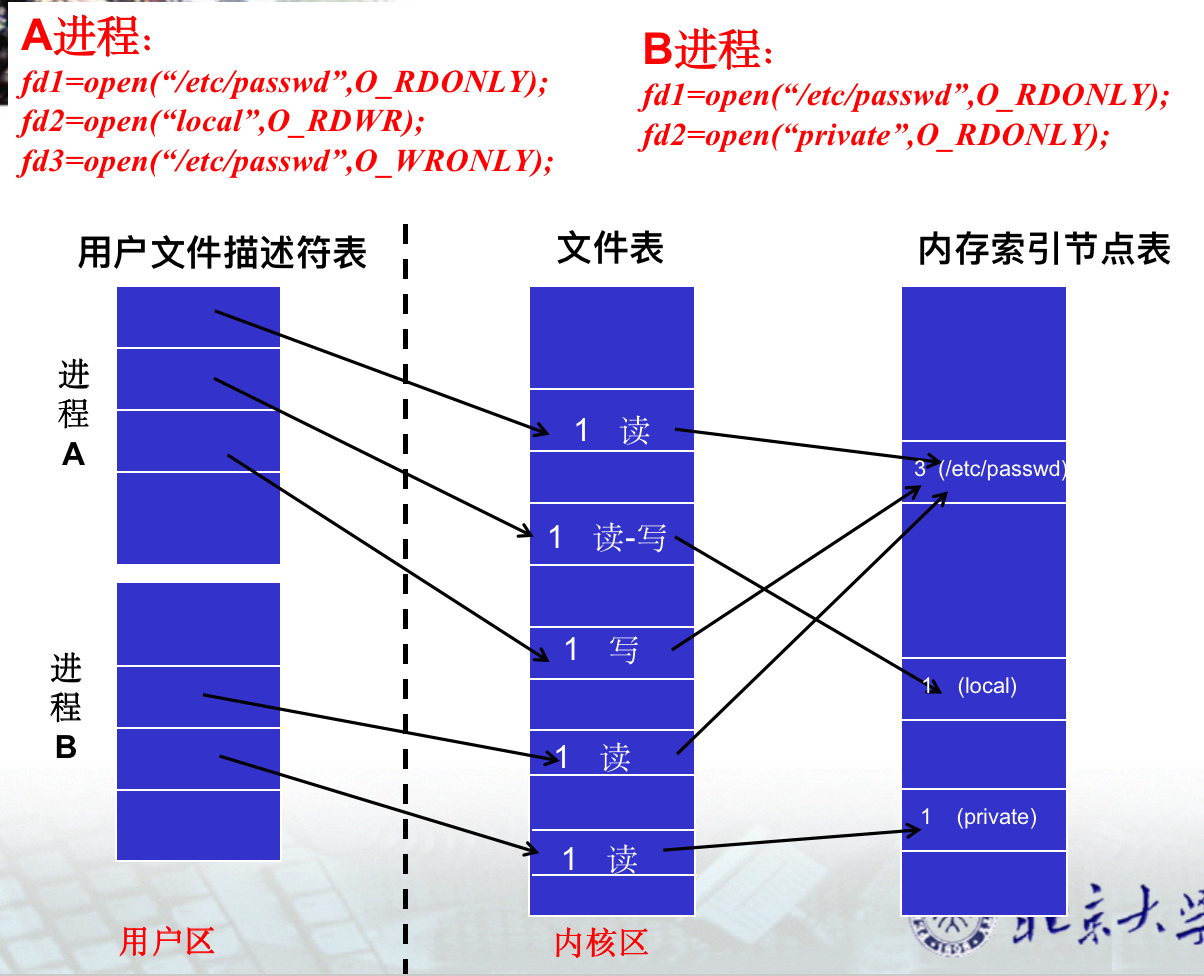 A进程:
fd1=open(“/etc/passwd”,O_RDONLY);
fd2=open(“local”,O_RDWR);
fd3=open(“/etc/passwd”,O_WRONLY);
B进程:
fd1=open(“/etc/passwd”,O_RDONLY);
fd2=open(“private”,O_RDONLY);
用户文件描述符表
文件表
内存索引节点表
进
程
A
进
程
B
1 读
1 读-写
1 写
1 读
1 读
3 (/etc/passwd)
1 (local)
1 (private)
用户区
内核区
北京大学